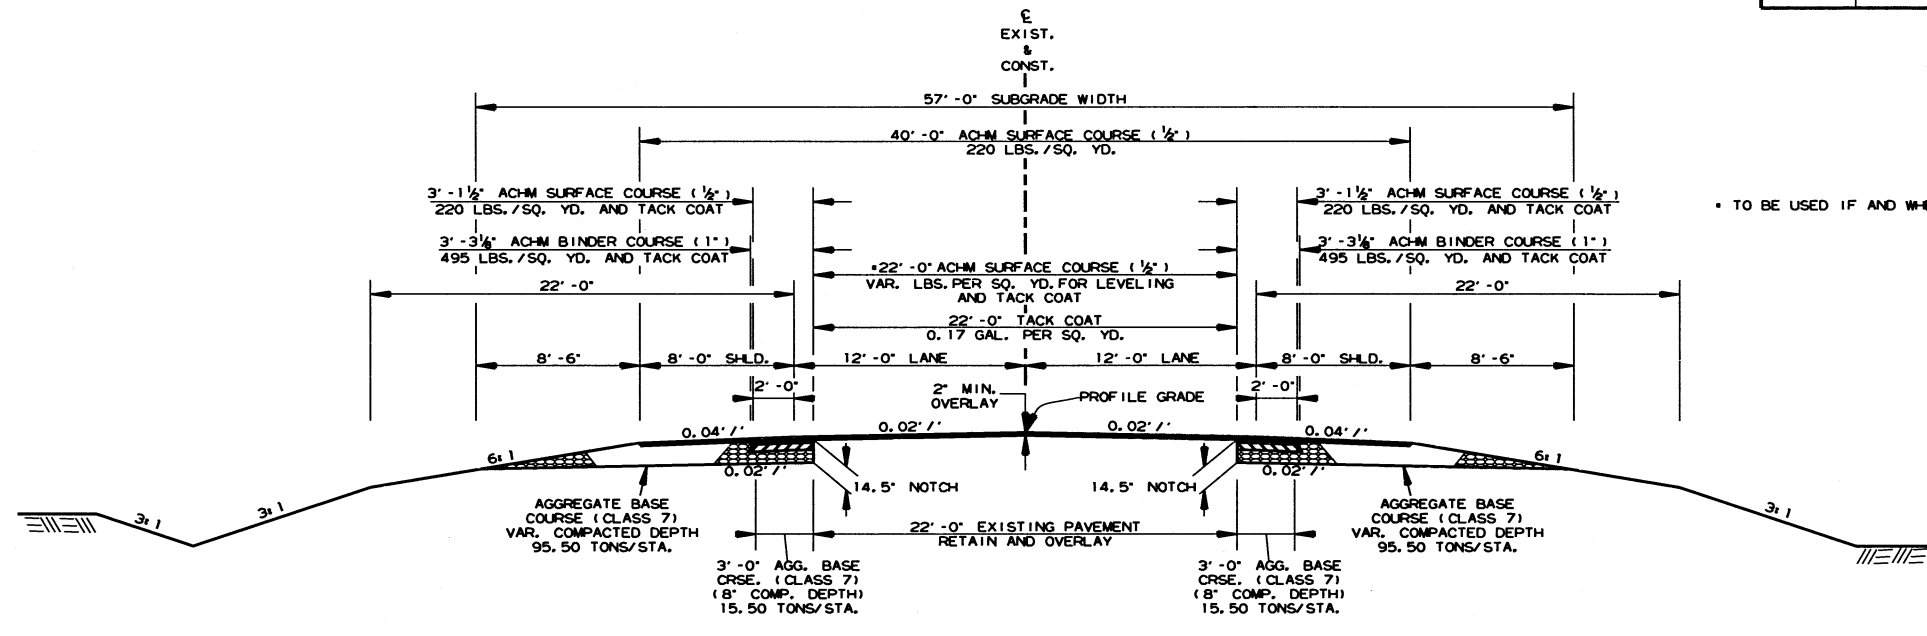 ℄
EXIST.
&
CONST.
57'-0" SUBGRADE WIDTH
40'-0" ACHM SURFACE COURSE (½")
220 LBS./SQ. YD.
3'-1½" ACHM SURFACE COURSE (½")
220 LBS./SQ. YD. AND TACK COAT
3'-1½" ACHM SURFACE COURSE (½")
220 LBS./SQ. YD. AND TACK COAT
* TO BE USED IF AND
3'-3⅛" ACHM BINDER COURSE (1")
495 LBS./SQ. YD. AND TACK COAT
3'-3⅛" ACHM BINDER COURSE (1")
495 LBS./SQ. YD. AND TACK COAT
*22'-0" ACHM SURFACE COURSE (½")
VAR. LBS. PER SQ. YD. FOR LEVELING
AND TACK COAT
22'-0"
22'-0"
22'-0" TACK COAT
0.17 GAL. PER SQ. YD.
8'-6" 8'-0" SHLD. 12'-0" LANE 12'-0" LANE 8'-0" SHLD. 8'-6"
2'-0" 2" MIN. OVERLAY PROFILE GRADE 2'-0"
0.04'/' 0.02'/' 0.02'/' 0.04'/'
6:1 6:1
0.02'/' 0.02'/'
14.5" NOTCH 14.5" NOTCH
3:1 3:1 3:1
AGGREGATE BASE
COURSE (CLASS 7)
VAR. COMPACTED DEPTH
95.50 TONS/STA.
22'-0" EXISTING PAVEMENT
RETAIN AND OVERLAY
AGGREGATE BASE
COURSE (CLASS 7)
VAR. COMPACTED DEPTH
95.50 TONS/STA.
3'-0" AGG. BASE
CRSE. (CLASS 7)
(8" COMP. DEPTH)
15.50 TONS/STA.
3'-0" AGG. BASE
CRSE. (CLASS 7)
(8" COMP. DEPTH)
15.50 TONS/STA.